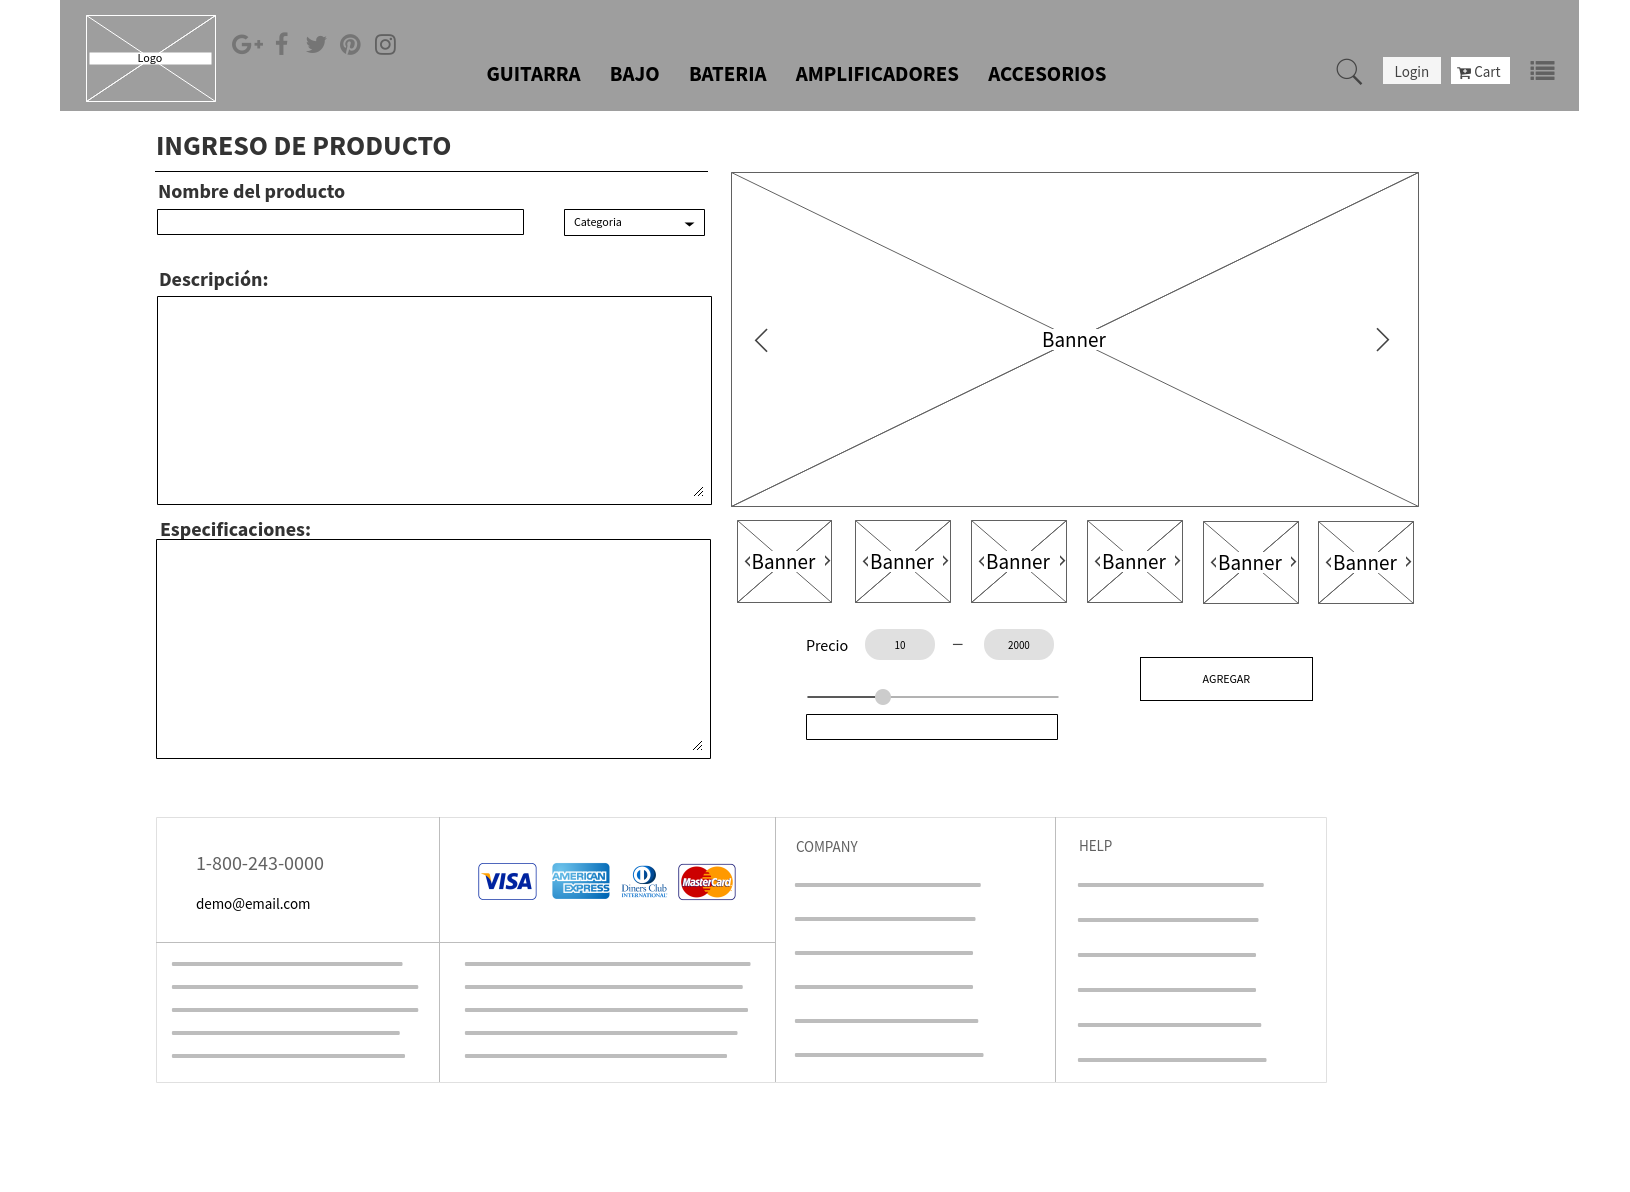 Logo
GUITARRA BAJO BATERIA AMPLIFICADORES ACCESORIOS
Login
Cart
INGRESO DE PRODUCTO
Nombre del producto
Categoria
Descripción:
Especificaciones:
Banner
Banner Banner Banner Banner Banner Banner
Precio 10 – 2000
AGREGAR
1-800-243-0000
demo@email.com
VISA
AMERICAN EXPRESS
Diners Club
INTERNATIONAL
MasterCard
COMPANY
HELP